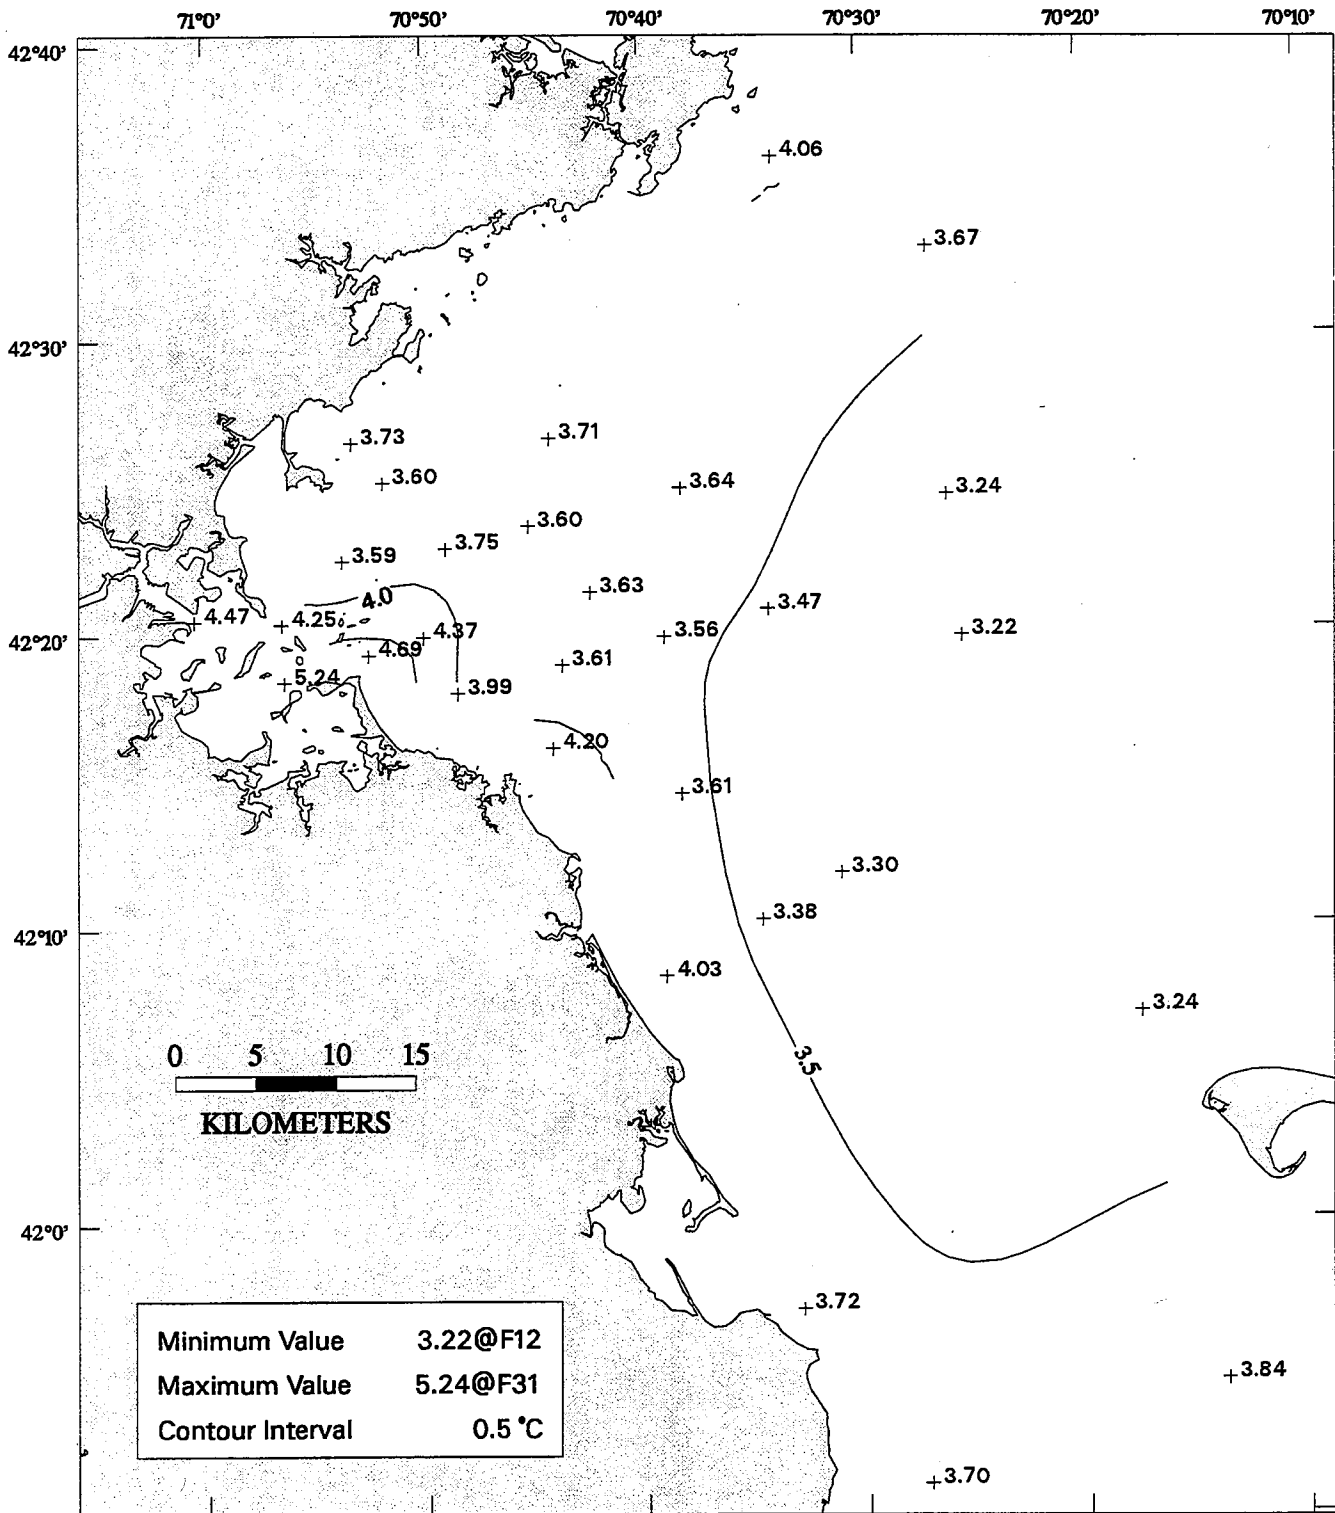 71°0' 70°50' 70°40' 70°30' 70°20' 70°10'
42°40'
4.06
3.67
42°30'
3.73 3.71
3.60 3.64 3.24
3.60
3.75
3.59
4.0 3.63 3.47
4.47 4.25 4.37 3.56 3.22
42°20'
4.69 3.61
5.24 3.99
4.20
3.61
3.30
3.38
42°10'
4.03
3.24
0 5 10 15
3.5
KILOMETERS
42°0'
3.72
Minimum Value 3.22@F12
3.84
Maximum Value 5.24@F31
Contour Interval 0.5 °C
3.70